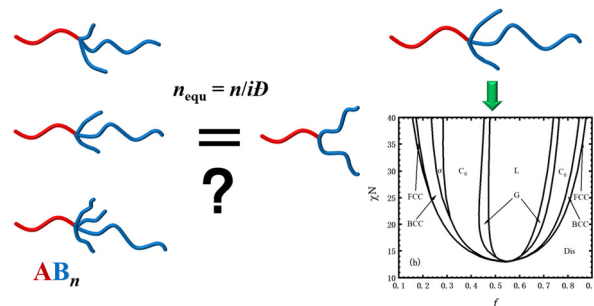 n_equ = n/iĐ
=
?
AB_n
χN
40
35
30
25
20
15
10
0.1 0.2 0.3 0.4 0.5 0.6 0.7 0.8
f
σ C₆ L C₆
FCC G FCC
BCC BCC
Dis
(b)